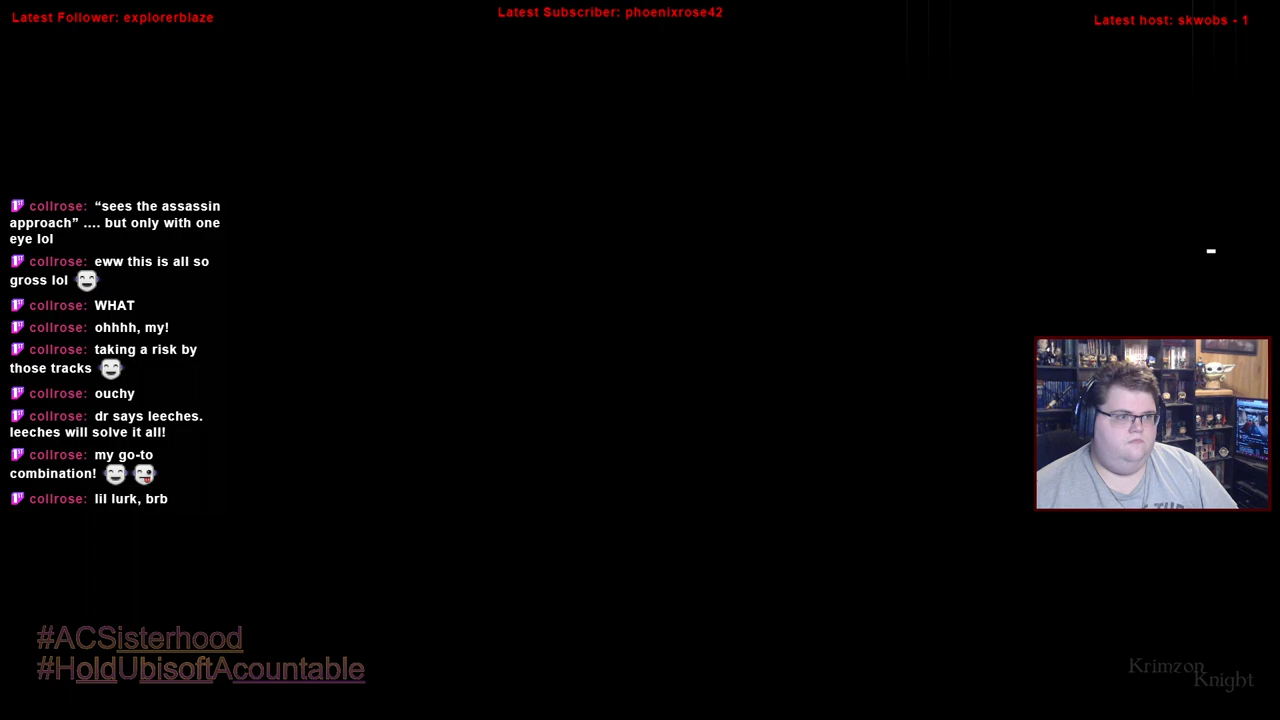 Latest Follower: explorerblaze
Latest Subscriber: phoenixrose42
Latest host: skwobs - 1
collrose: “sees the assassin
approach” .... but only with one
eye lol
collrose: eww this is all so
gross lol
collrose: WHAT
collrose: ohhhh, my!
collrose: taking a risk by
those tracks
collrose: ouchy
collrose: dr says leeches.
leeches will solve it all!
collrose: my go-to
combination!
collrose: lil lurk, brb
#ACSisterhood
#HoldUbisoftAcountable
Krimzon
Knight